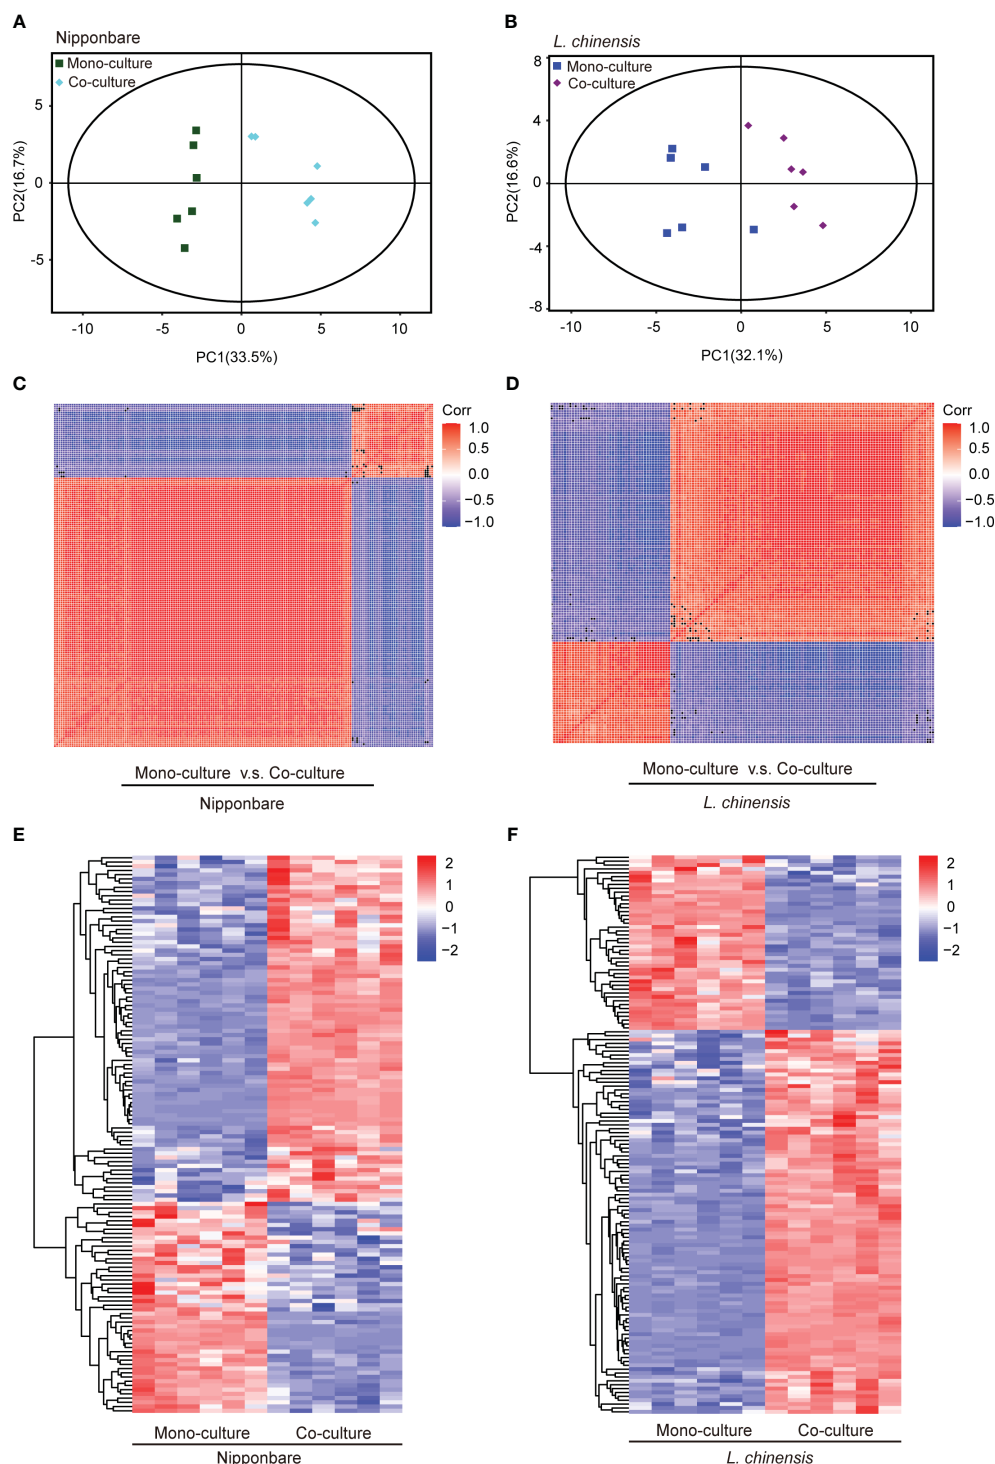 A
Nipponbare
Mono-culture
Co-culture
PC2(16.7%)
5
0
-5
-10
-5
0
5
10
PC1(33.5%)
B
L. chinensis
Mono-culture
Co-culture
PC2(16.6%)
8
4
0
-4
-8
-10
-5
0
5
10
PC1(32.1%)
C
Corr
1.0
0.5
0.0
−0.5
−1.0
Mono-culture v.s. Co-culture
Nipponbare
D
Corr
1.0
0.5
0.0
−0.5
−1.0
Mono-culture v.s. Co-culture
L. chinensis
E
2
1
0
−1
−2
Mono-culture
Co-culture
Nipponbare
F
2
1
0
−1
−2
Mono-culture
Co-culture
L. chinensis